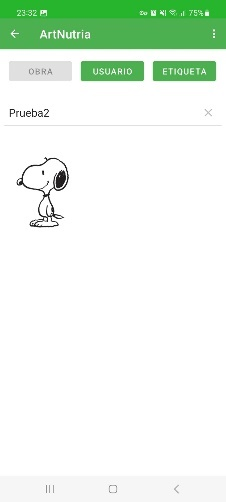 23:32 75%
ArtNutria
OBRA USUARIO ETIQUETA
Prueba2